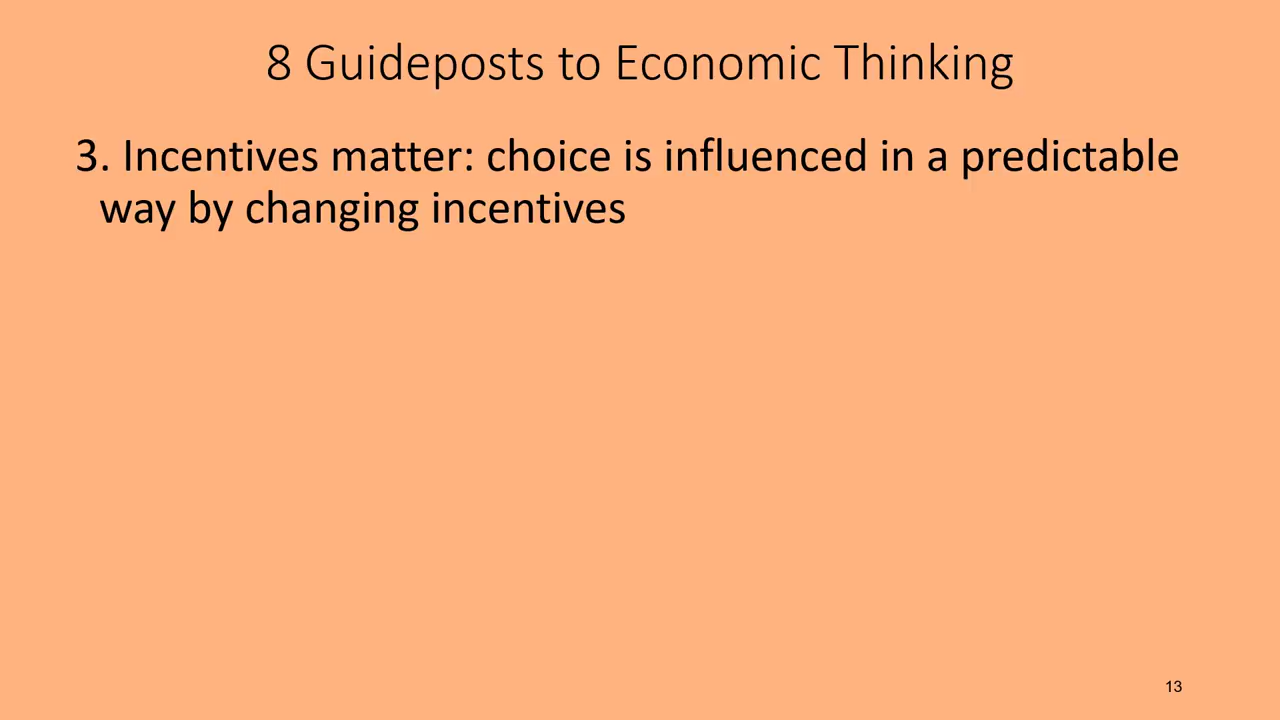 8 Guideposts to Economic Thinking
3. Incentives matter: choice is influenced in a predictable
way by changing incentives
13